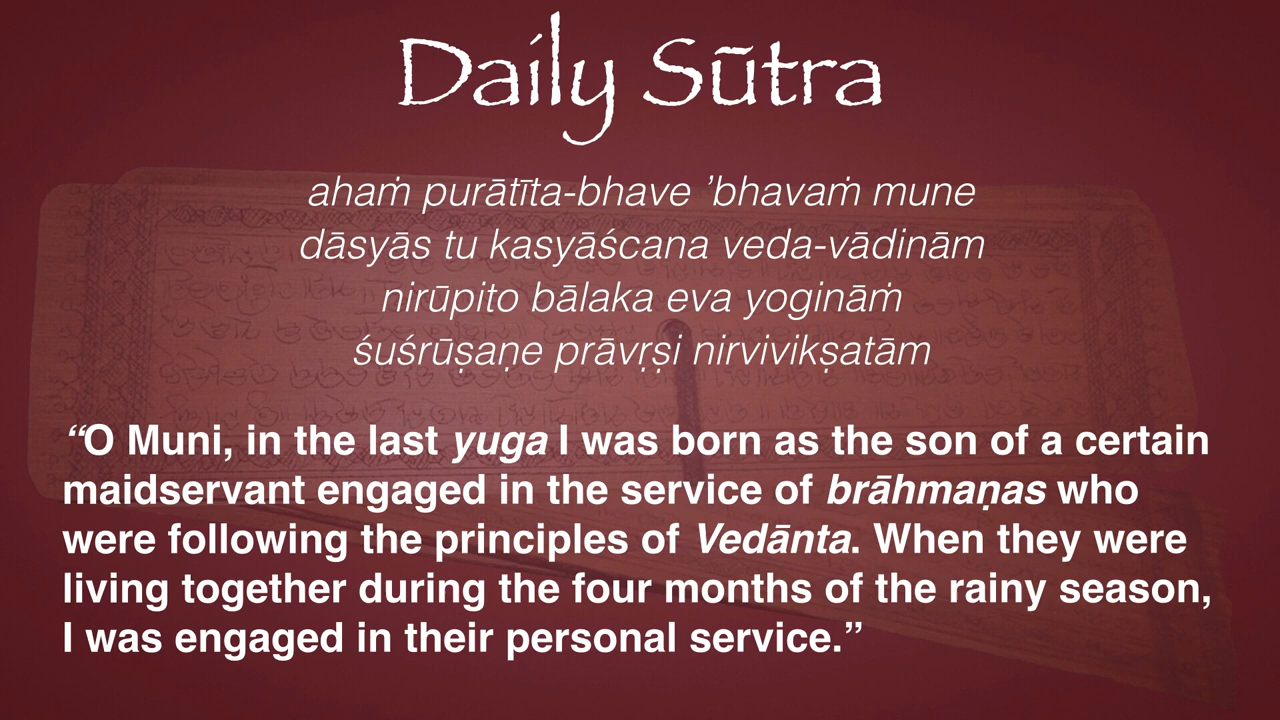 Daily Sūtra
ahaṁ purātīta-bhave ’bhavaṁ mune
dāsyās tu kasyāścana veda-vādinām
nirūpito bālaka eva yogināṁ
śuśrūṣaṇe prāvṛṣi nirvivikṣatām
“O Muni, in the last yuga I was born as the son of a certain
maidservant engaged in the service of brāhmaṇas who
were following the principles of Vedānta. When they were
living together during the four months of the rainy season,
I was engaged in their personal service.”